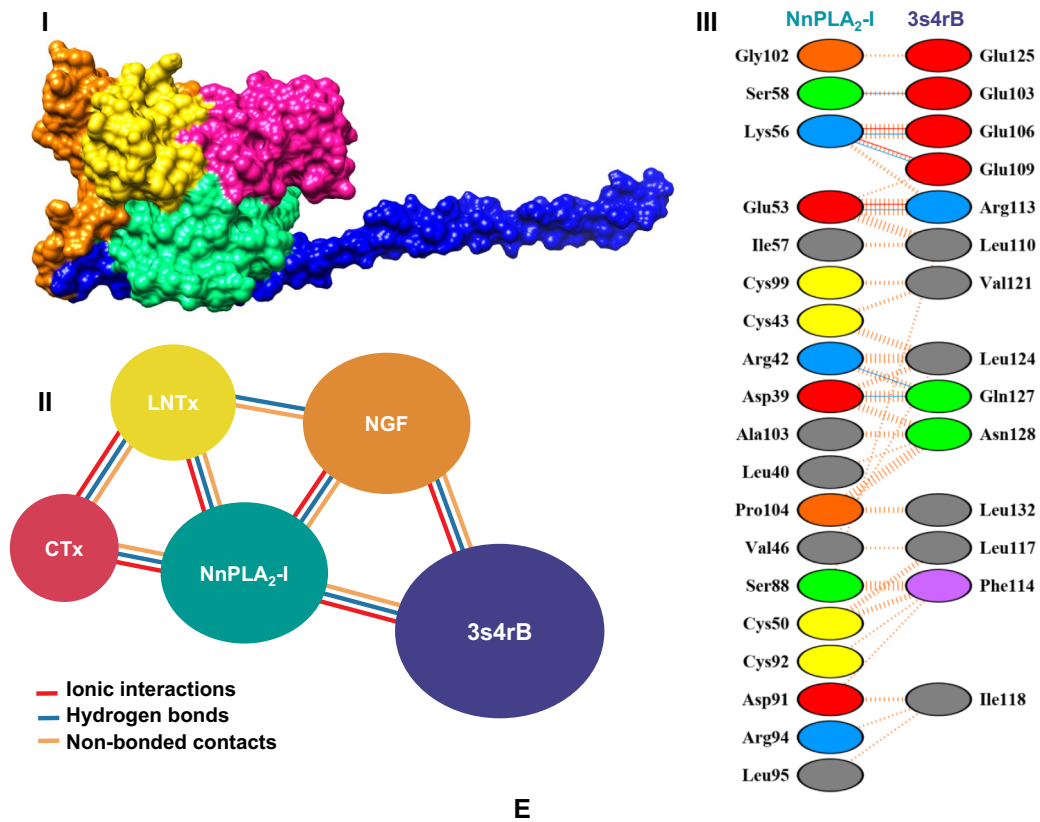 I
II
LNTx
NGF
CTx
NnPLA₂-I
3s4rB
Ionic interactions
Hydrogen bonds
Non-bonded contacts
III
NnPLA₂-I 3s4rB
Gly102 Glu125
Ser58 Glu103
Lys56 Glu106
Glu109
Glu53 Arg113
Ile57 Leu110
Cys99 Val121
Cys43
Arg42 Leu124
Asp39 Gln127
Ala103 Asn128
Leu40
Pro104 Leu132
Val46 Leu117
Ser88 Phe114
Cys50
Cys92
Asp91 Ile118
Arg94
Leu95
E